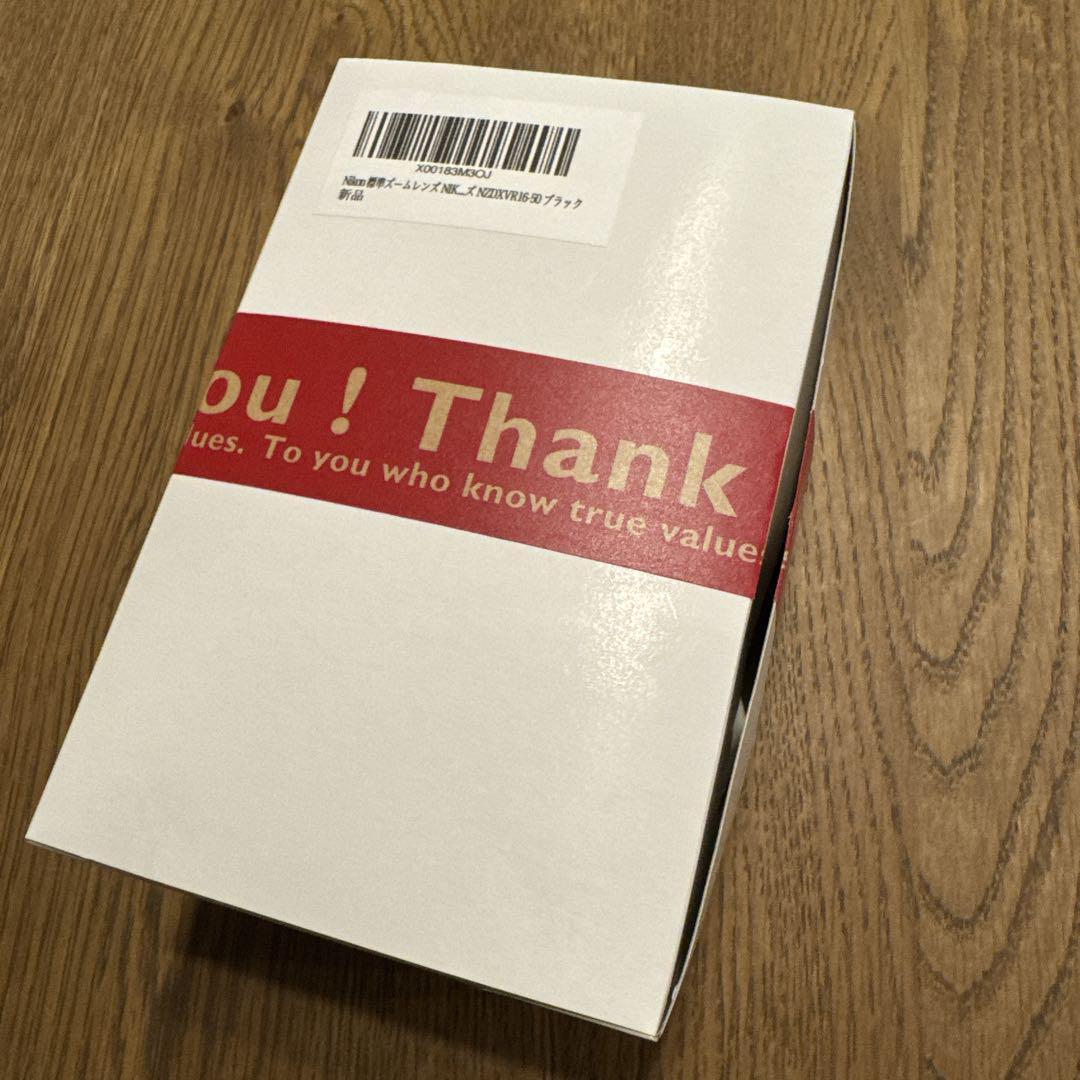 X00183M3OJ
Nikon 標準ズームレンズ NIK...ズ NZDXVR16-50 ブラック
新品
ou ! Thank
lues. To you who know true values